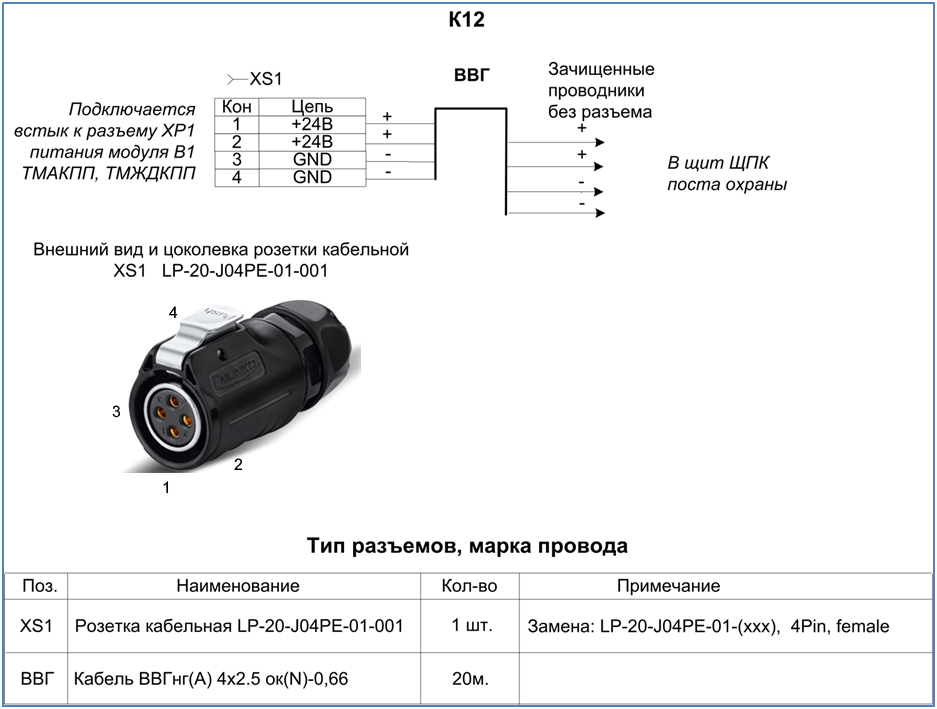 К12
XS1
ВВГ
Зачищенные
проводники
без разъема
Подключается
встык к разъему XP1
питания модуля В1
ТМАКПП, ТМЖДКПП
Кон Цепь
1 +24В +
2 +24В +
3 GND -
4 GND -
+
+
-
-
В щит ЩПК
поста охраны
Внешний вид и цоколевка розетки кабельной
XS1 LP-20-J04PE-01-001
4
3
2
1
Тип разъемов, марка провода
Поз. Наименование Кол-во Примечание
XS1 Розетка кабельная LP-20-J04PE-01-001 1 шт. Замена: LP-20-J04PE-01-(xxx), 4Pin, female
ВВГ Кабель ВВГнг(А) 4х2.5 ок(N)-0,66 20м.